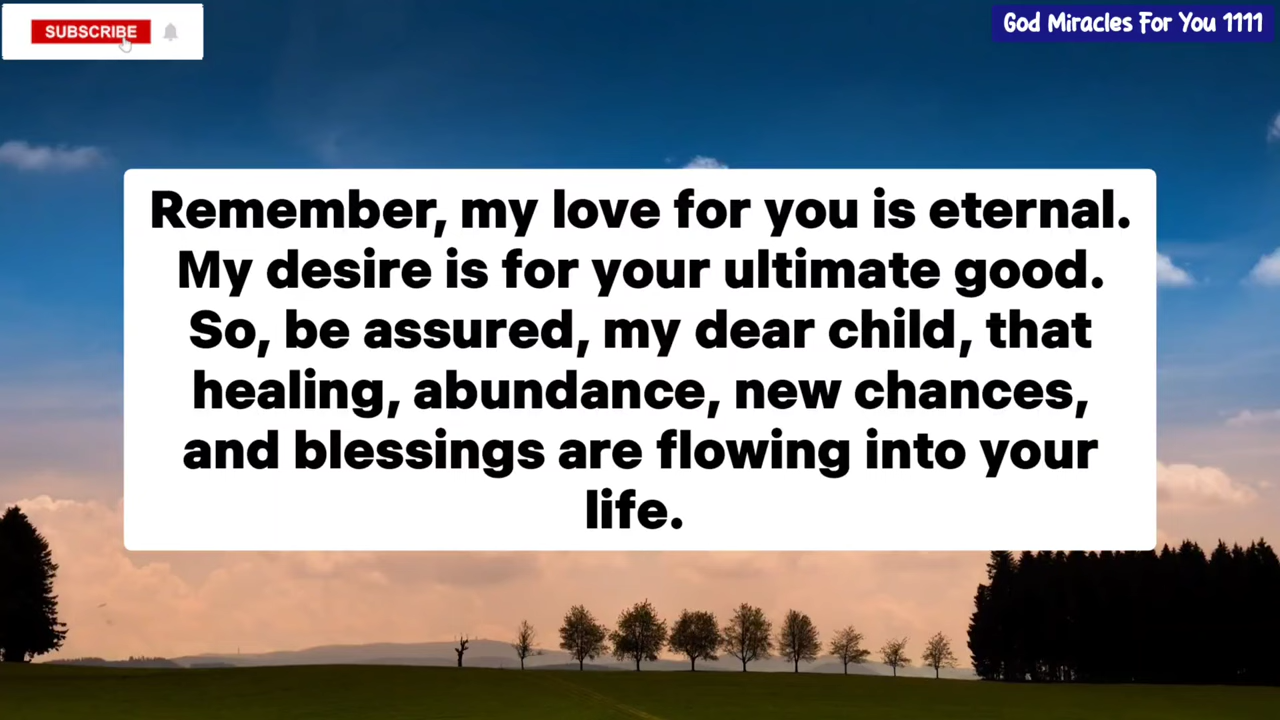 SUBSCRIBE
God Miracles For You 1111
Remember, my love for you is eternal.
My desire is for your ultimate good.
So, be assured, my dear child, that
healing, abundance, new chances,
and blessings are flowing into your
life.